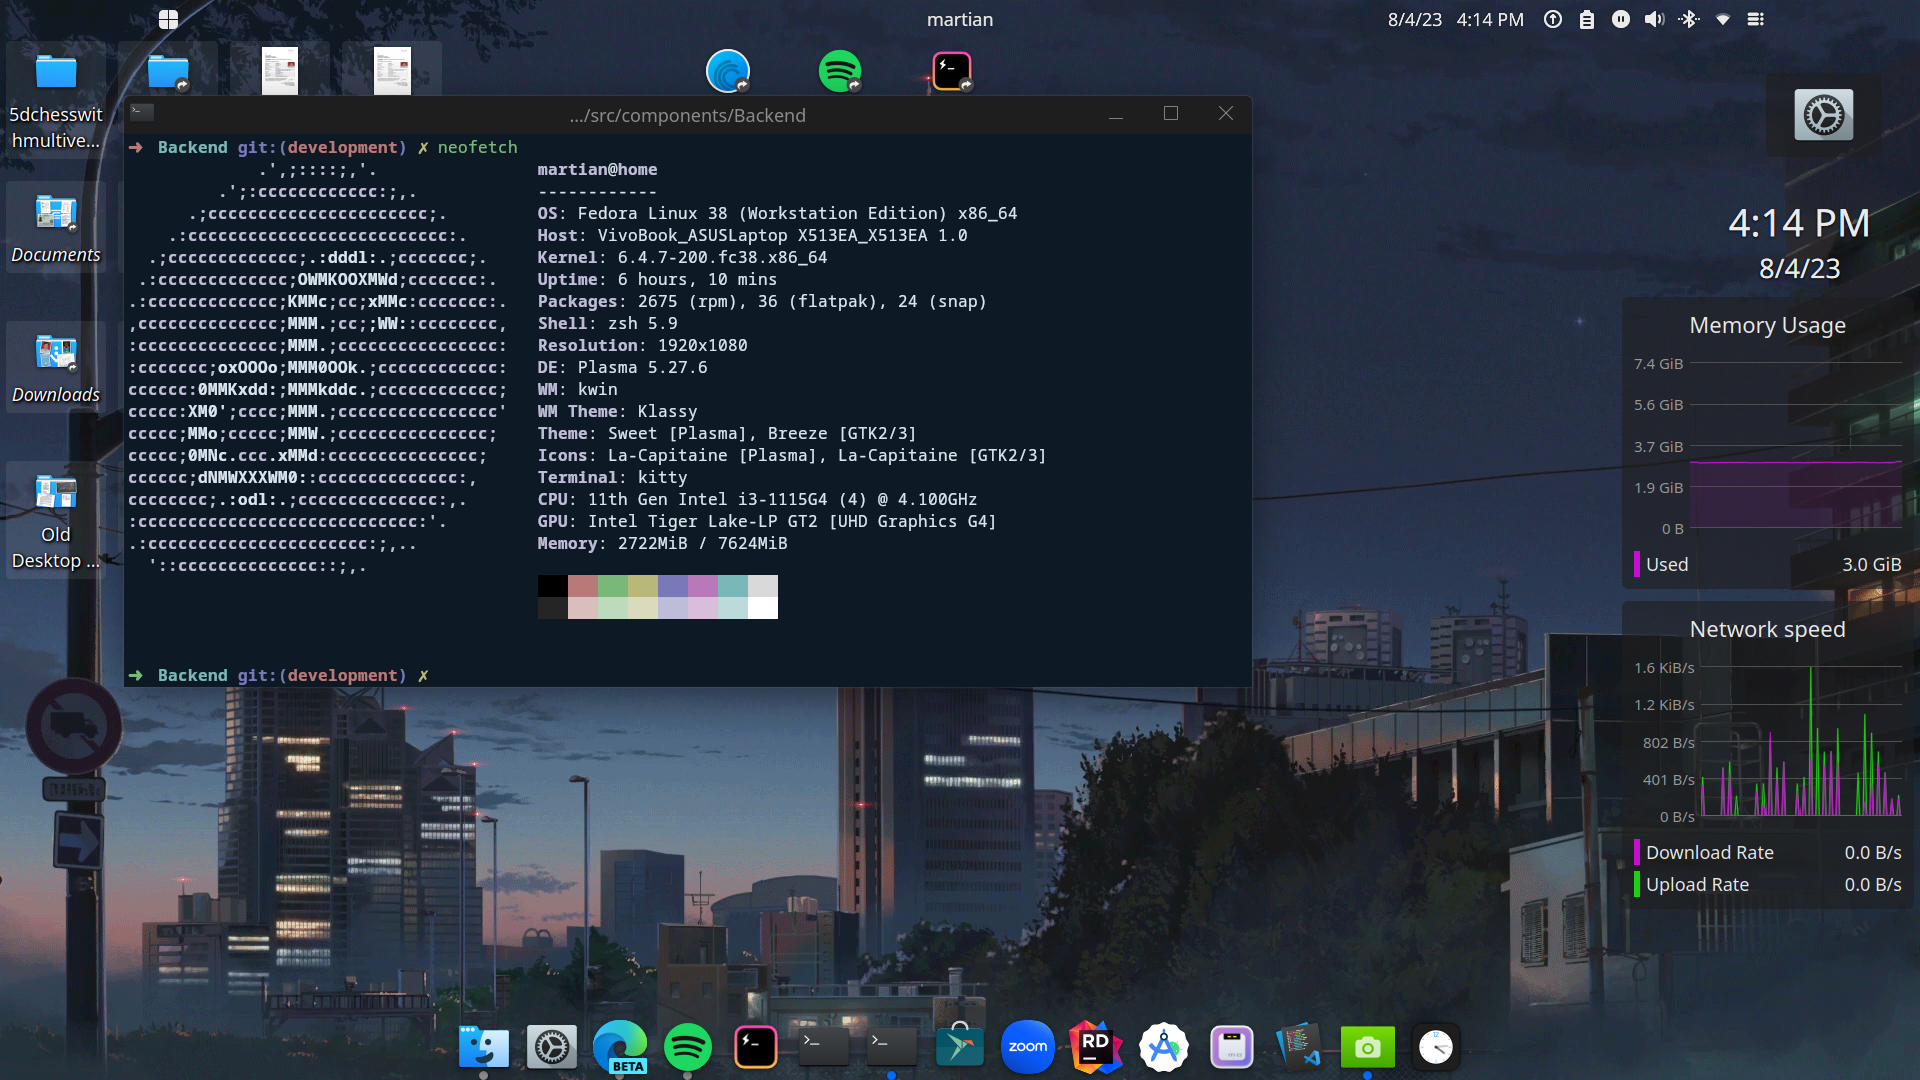 martian
8/4/23 4:14 PM
5dchesswit
hmultive...
Documents
Downloads
Old
Desktop ...
.../src/components/Backend
➜ Backend git:(development) ✗ neofetch
martian@home
------------
OS: Fedora Linux 38 (Workstation Edition) x86_64
Host: VivoBook_ASUSLaptop X513EA_X513EA 1.0
Kernel: 6.4.7-200.fc38.x86_64
Uptime: 6 hours, 10 mins
Packages: 2675 (rpm), 36 (flatpak), 24 (snap)
Shell: zsh 5.9
Resolution: 1920x1080
DE: Plasma 5.27.6
WM: kwin
WM Theme: Klassy
Theme: Sweet [Plasma], Breeze [GTK2/3]
Icons: La-Capitaine [Plasma], La-Capitaine [GTK2/3]
Terminal: kitty
CPU: 11th Gen Intel i3-1115G4 (4) @ 4.100GHz
GPU: Intel Tiger Lake-LP GT2 [UHD Graphics G4]
Memory: 2722MiB / 7624MiB
➜ Backend git:(development) ✗
4:14 PM
8/4/23
Memory Usage
7.4 GiB
5.6 GiB
3.7 GiB
1.9 GiB
0 B
Used 3.0 GiB
Network speed
1.6 KiB/s
1.2 KiB/s
802 B/s
401 B/s
0 B/s
Download Rate 0.0 B/s
Upload Rate 0.0 B/s
BETA
zoom
RD